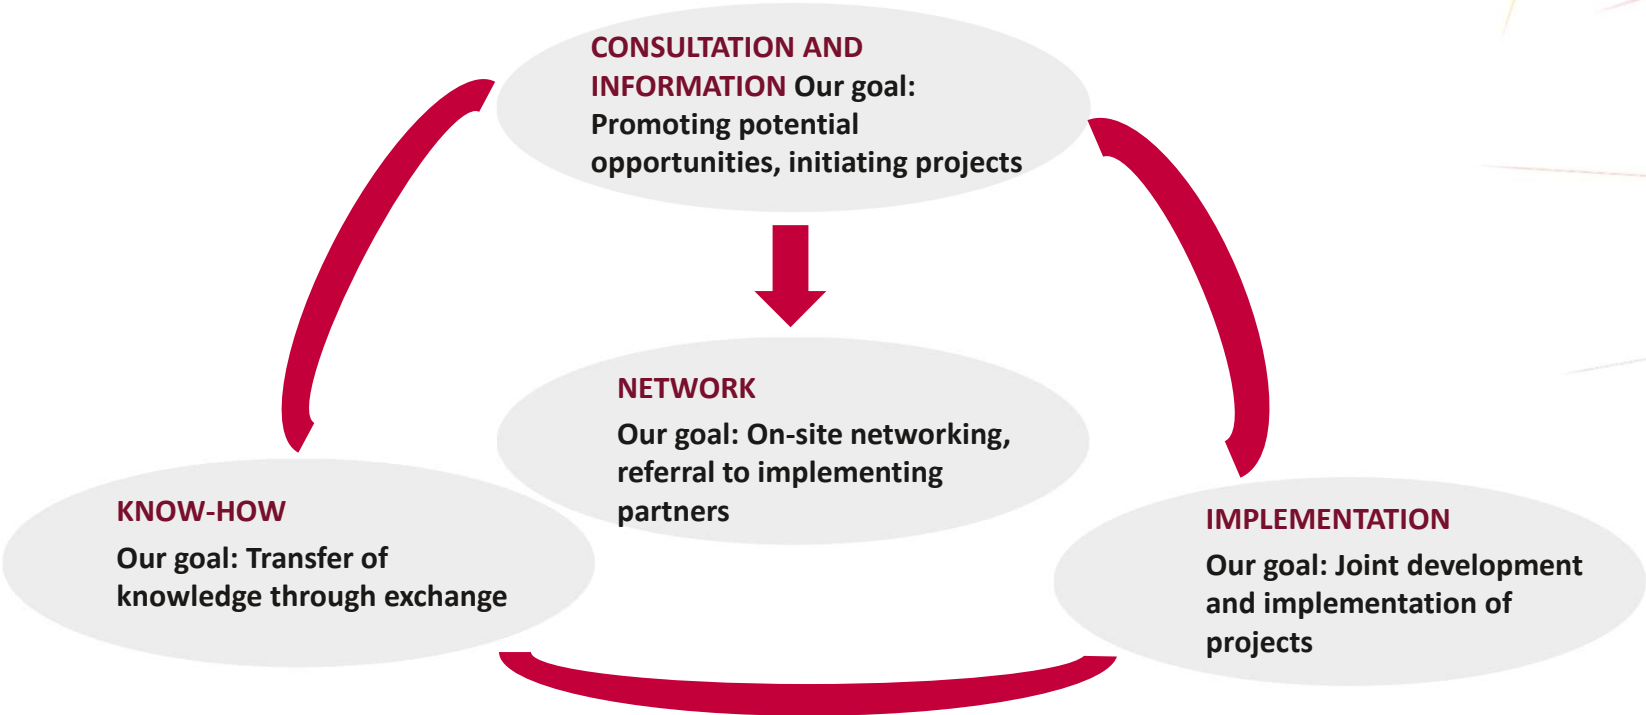 CONSULTATION AND
INFORMATION Our goal:
Promoting potential
opportunities, initiating projects
NETWORK
Our goal: On-site networking,
referral to implementing
partners
KNOW-HOW
Our goal: Transfer of
knowledge through exchange
IMPLEMENTATION
Our goal: Joint development
and implementation of
projects